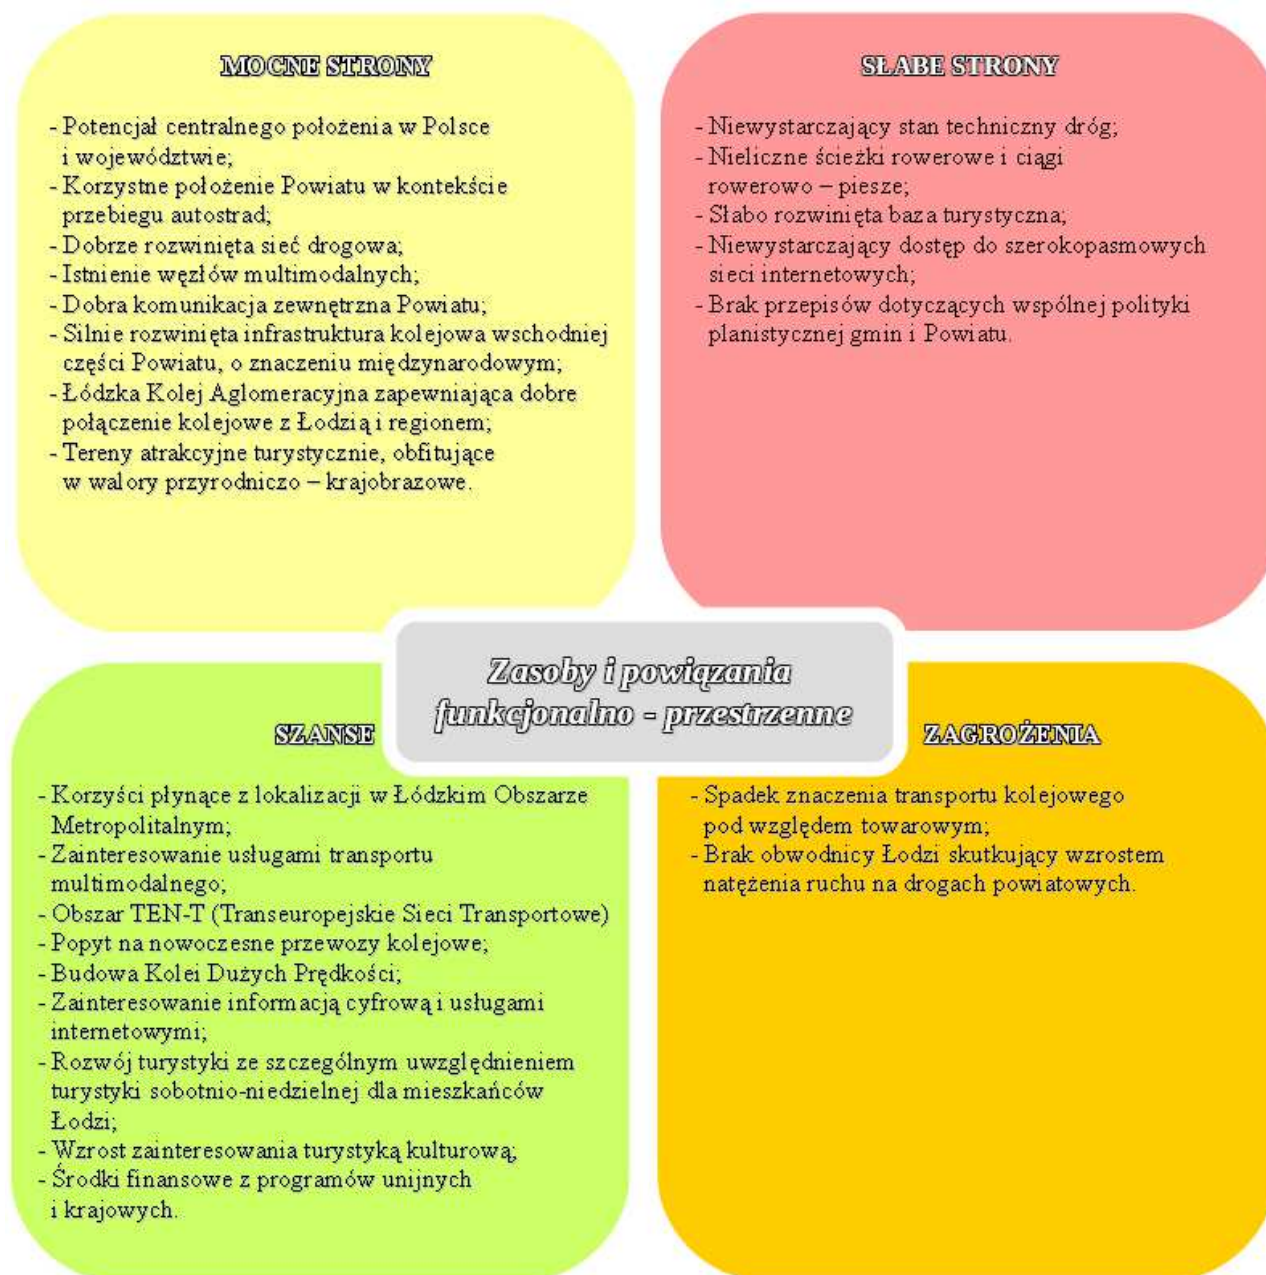 MOCNE STRONY
- Potencjał centralnego położenia w Polsce
i województwie;
- Korzystne położenie Powiatu w kontekście
przebiegu autostrad;
- Dobrze rozwinięta sieć drogowa;
- Istnienie węzłów multimodalnych;
- Dobra komunikacja zewnętrzna Powiatu;
- Silnie rozwinięta infrastruktura kolejowa wschodniej
części Powiatu, o znaczeniu międzynarodowym;
- Łódzka Kolej Aglomeracyjna zapewniająca dobre
połączenie kolejowe z Łodzią i regionem;
- Tereny atrakcyjne turystycznie, obfitujące
w walory przyrodniczo – krajobrazowe.
SŁABE STRONY
- Niewystarczający stan techniczny dróg;
- Nieliczne ścieżki rowerowe i ciągi
rowerowo – piesze;
- Słabo rozwinięta baza turystyczna;
- Niewystarczający dostęp do szerokopasmowych
sieci internetowych;
- Brak przepisów dotyczących wspólnej polityki
planistycznej gmin i Powiatu.
Zasoby i powiązania
funkcjonalno - przestrzenne
SZANSE
- Korzyści płynące z lokalizacji w Łódzkim Obszarze
Metropolitalnym;
- Zainteresowanie usługami transportu
multimodalnego;
- Obszar TEN-T (Transeuropejskie Sieci Transportowe)
- Popyt na nowoczesne przewozy kolejowe;
- Budowa Kolei Dużych Prędkości;
- Zainteresowanie informacją cyfrową i usługami
internetowymi;
- Rozwój turystyki ze szczególnym uwzględnieniem
turystyki sobotnio-niedzielnej dla mieszkańców
Łodzi;
- Wzrost zainteresowania turystyką kulturową;
- Środki finansowe z programów unijnych
i krajowych.
ZAGROŻENIA
- Spadek znaczenia transportu kolejowego
pod względem towarowym;
- Brak obwodnicy Łodzi skutkujący wzrostem
natężenia ruchu na drogach powiatowych.